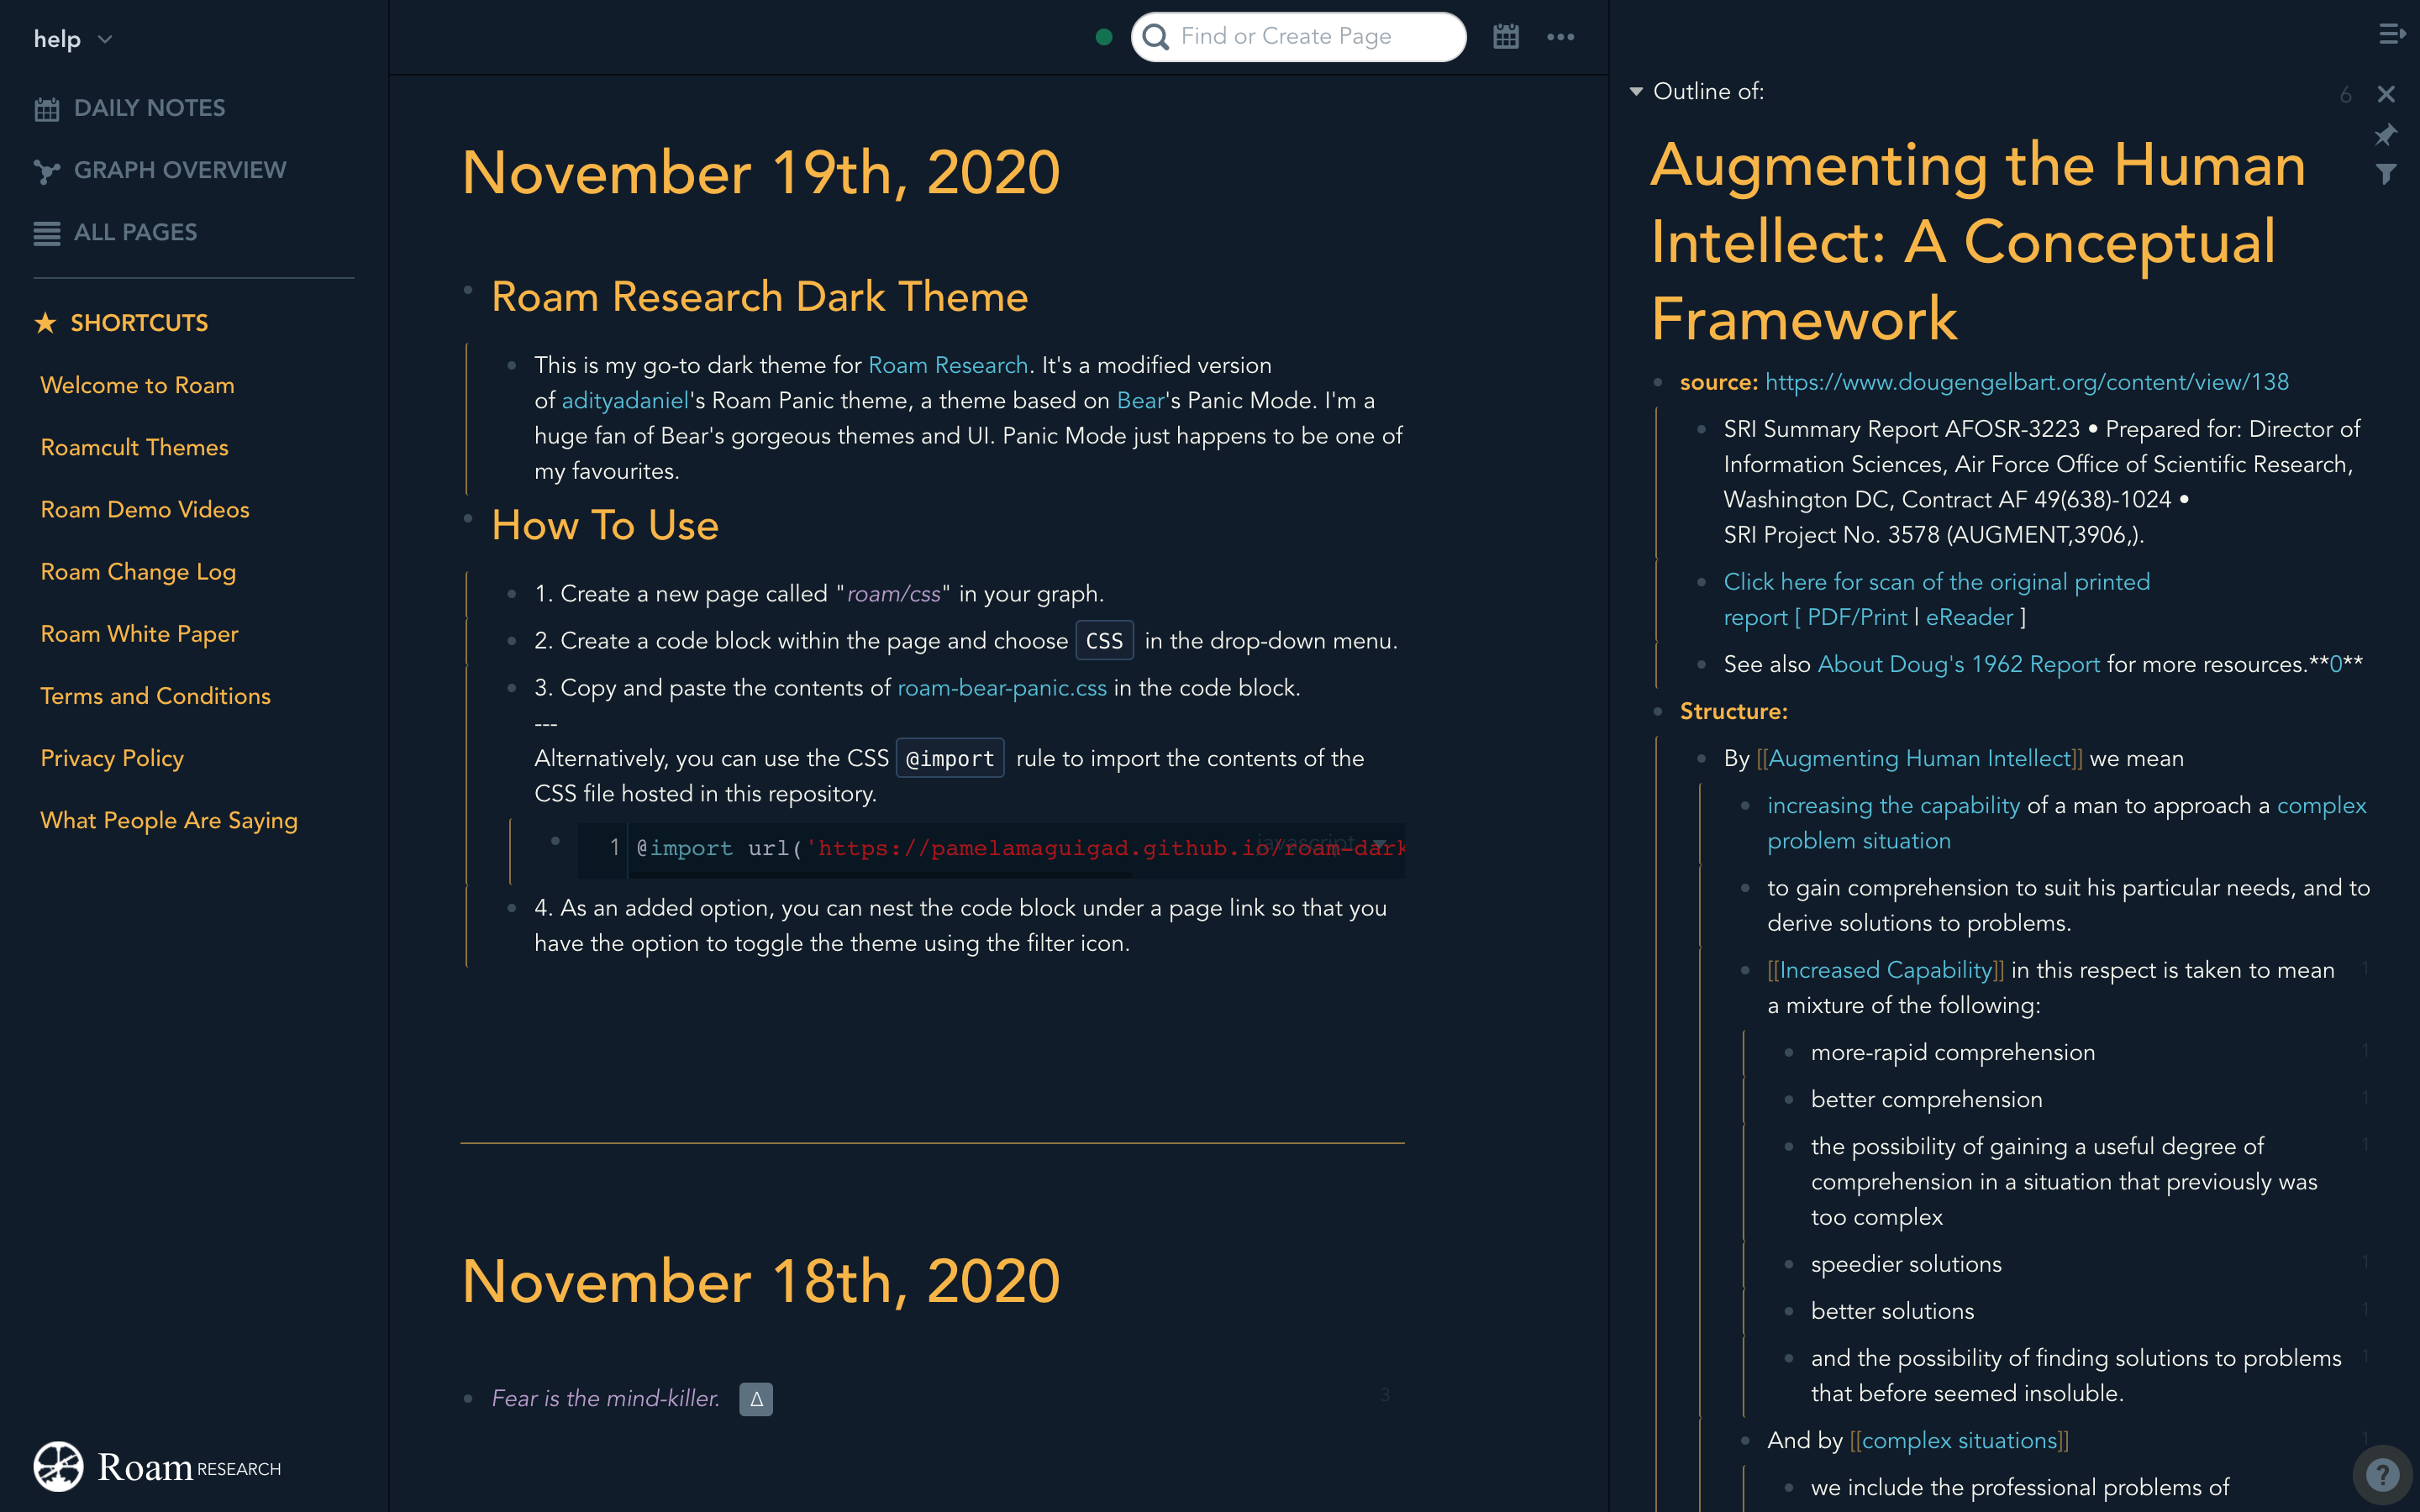 help
DAILY NOTES
GRAPH OVERVIEW
ALL PAGES
SHORTCUTS
Welcome to Roam
Roamcult Themes
Roam Demo Videos
Roam Change Log
Roam White Paper
Terms and Conditions
Privacy Policy
What People Are Saying
Roam RESEARCH
Find or Create Page
November 19th, 2020
Roam Research Dark Theme
This is my go-to dark theme for Roam Research. It's a modified version
of adityadaniel's Roam Panic theme, a theme based on Bear's Panic Mode. I'm a
huge fan of Bear's gorgeous themes and UI. Panic Mode just happens to be one of
my favourites.
How To Use
1. Create a new page called "roam/css" in your graph.
2. Create a code block within the page and choose CSS in the drop-down menu.
3. Copy and paste the contents of roam-bear-panic.css in the code block.
---
Alternatively, you can use the CSS @import rule to import the contents of the
CSS file hosted in this repository.
javascript
1 @import url('https://pamelamaguigad.github.io/roam-dark
4. As an added option, you can nest the code block under a page link so that you
have the option to toggle the theme using the filter icon.
November 18th, 2020
Fear is the mind-killer. Δ 3
Outline of: 6
Augmenting the Human
Intellect: A Conceptual
Framework
source: https://www.dougengelbart.org/content/view/138
SRI Summary Report AFOSR-3223 • Prepared for: Director of
Information Sciences, Air Force Office of Scientific Research,
Washington DC, Contract AF 49(638)-1024 •
SRI Project No. 3578 (AUGMENT,3906,).
Click here for scan of the original printed
report [ PDF/Print | eReader ]
See also About Doug's 1962 Report for more resources.**0**
Structure:
By [[Augmenting Human Intellect]] we mean
increasing the capability of a man to approach a complex
problem situation
to gain comprehension to suit his particular needs, and to
derive solutions to problems.
[[Increased Capability]] in this respect is taken to mean 1
a mixture of the following:
more-rapid comprehension 1
better comprehension 1
the possibility of gaining a useful degree of 1
comprehension in a situation that previously was
too complex
speedier solutions 1
better solutions 1
and the possibility of finding solutions to problems 1
that before seemed insoluble.
And by [[complex situations]] 1
we include the professional problems of
?